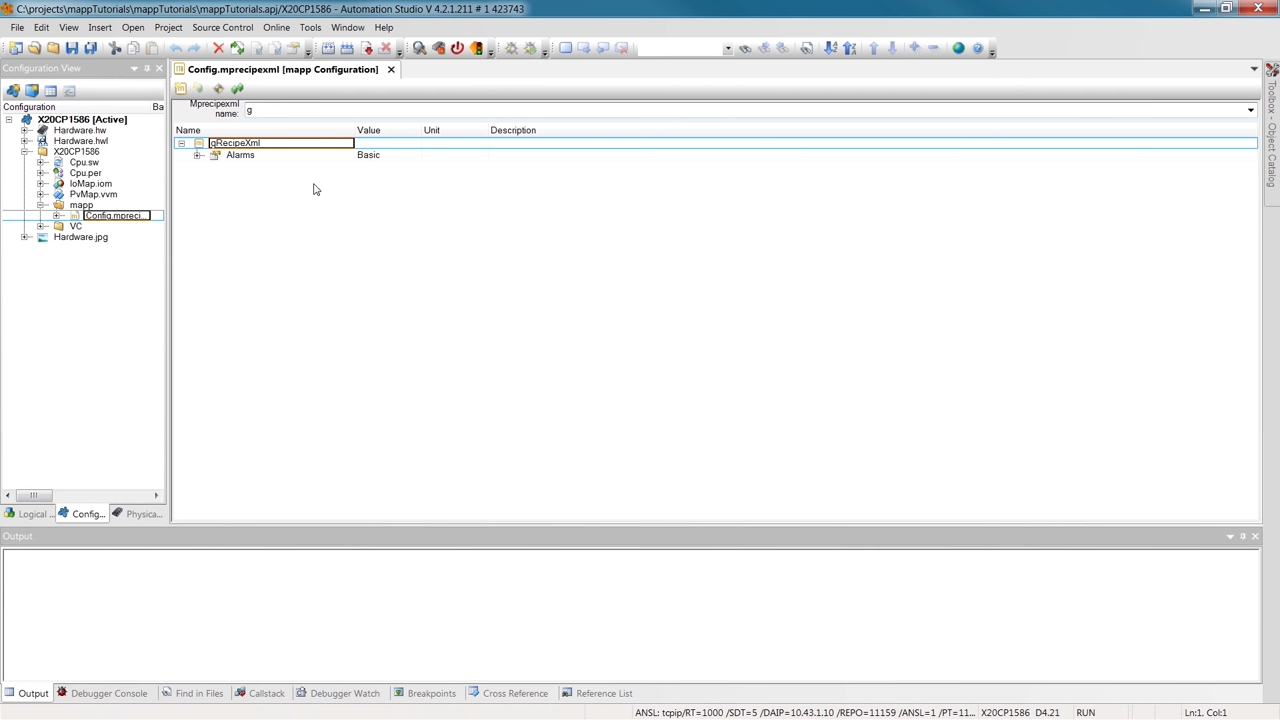 C:\projects\mappTutorials\mappTutorials\mappTutorials.apj/X20CP1586 - Automation Studio V 4.2.1.211 # 1 423743
File Edit View Insert Open Project Source Control Online Tools Window Help
Configuration View
Config.mprecipexml [mapp Configuration]
Configuration Ba
X20CP1586 [Active]
Hardware.hw
Hardware.hwl
X20CP1586
Cpu.sw
Cpu.per
IoMap.iom
PvMap.vvm
mapp
Config.mpreci...
VC
Hardware.jpg
Mprecipexml name: g
Name Value Unit Description
gRecipeXml
Alarms Basic
Toolbox - Object Catalog
Logical ... Config... Physica...
Output
Output Debugger Console Find in Files Callstack Debugger Watch Breakpoints Cross Reference Reference List
ANSL: tcpip/RT=1000 /SDT=5 /DAIP=10.43.1.10 /REPO=11159 /ANSL=1 /PT=11... X20CP1586 D4.21 RUN Ln:1, Col:1